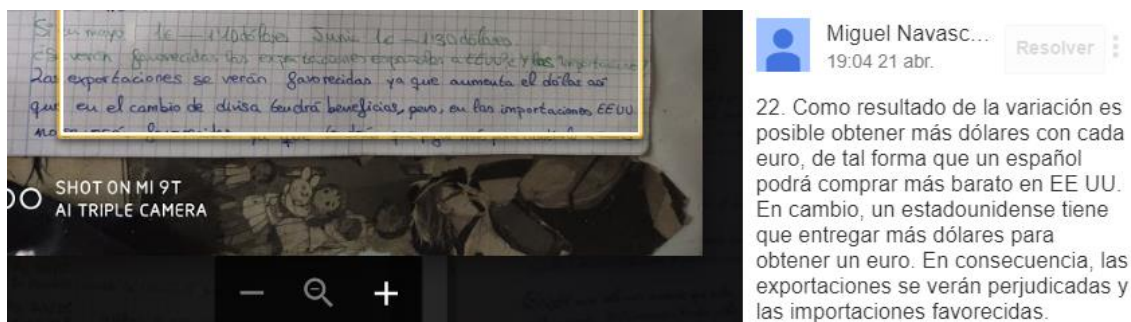 Si en mayo 1€ — 1'10dólares Junio 1€ — 1'30dolares.
¿Se verán favorecidas las exportaciones españolas a EEUU? ¿y las importaciones?
Las exportaciones se verán favorecidas ya que aumenta el dólar así
que en el cambio de divisa tendrá beneficios, pero, en las importaciones EEUU
no
SHOT ON MI 9T
AI TRIPLE CAMERA
Miguel Navasc...
19:04 21 abr.
Resolver
22. Como resultado de la variación es
posible obtener más dólares con cada
euro, de tal forma que un español
podrá comprar más barato en EE UU.
En cambio, un estadounidense tiene
que entregar más dólares para
obtener un euro. En consecuencia, las
exportaciones se verán perjudicadas y
las importaciones favorecidas.